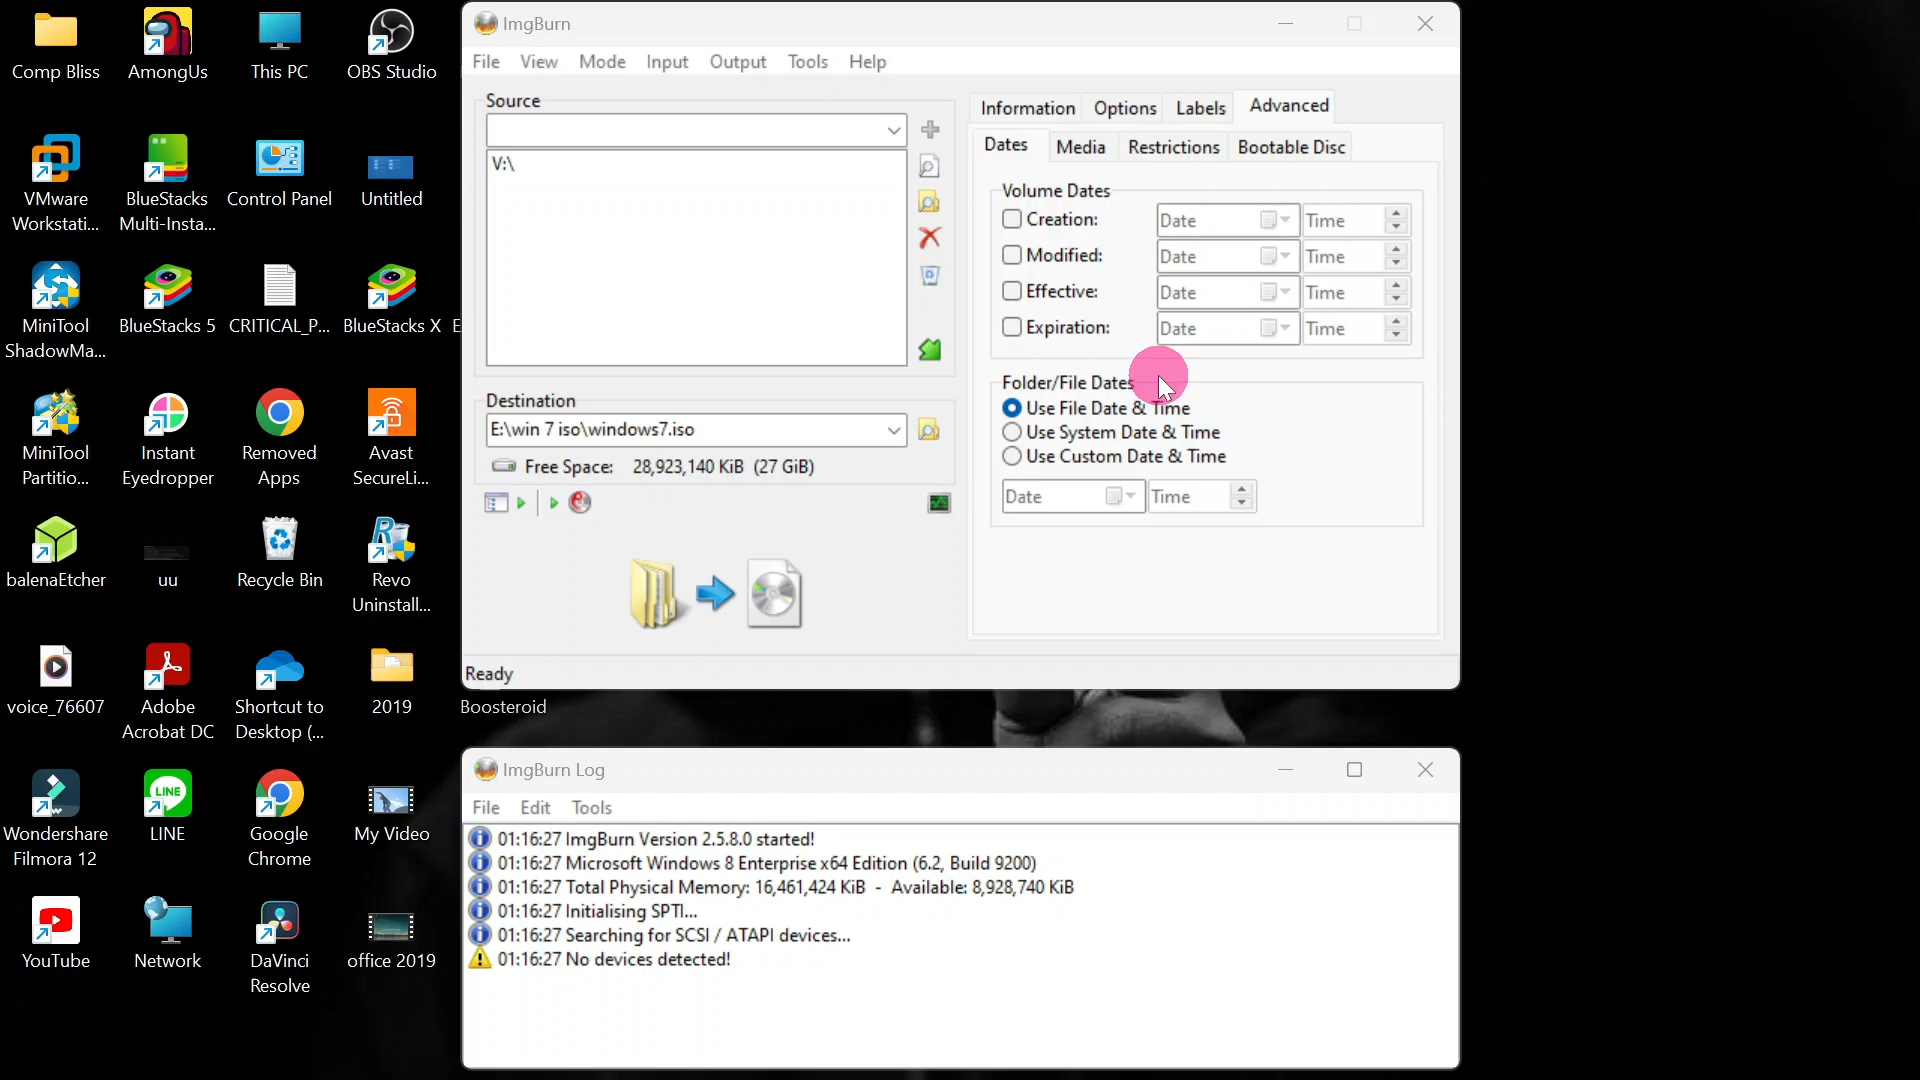 Comp Bliss
AmongUs
This PC
OBS Studio
VMware
Workstati...
BlueStacks
Multi-Insta...
Control Panel
Untitled
MiniTool
ShadowMa...
BlueStacks 5
CRITICAL_P...
BlueStacks X
E
MiniTool
Partitio...
Instant
Eyedropper
Removed
Apps
Avast
SecureLi...
balenaEtcher
uu
Recycle Bin
Revo
Uninstall...
voice_76607
Adobe
Acrobat DC
Shortcut to
Desktop (...
2019
Boosteroid
Wondershare
Filmora 12
LINE
LINE
Google
Chrome
My Video
YouTube
Network
DaVinci
Resolve
office 2019
ImgBurn
File View Mode Input Output Tools Help
Source
V:\
Destination
E:\win 7 iso\windows7.iso
Free Space: 28,923,140 KiB (27 GiB)
Information Options Labels Advanced
Dates Media Restrictions Bootable Disc
Volume Dates
Creation: Date Time
Modified: Date Time
Effective: Date Time
Expiration: Date Time
Folder/File Dates
Use File Date & Time
Use System Date & Time
Use Custom Date & Time
Date Time
Ready
ImgBurn Log
File Edit Tools
01:16:27 ImgBurn Version 2.5.8.0 started!
01:16:27 Microsoft Windows 8 Enterprise x64 Edition (6.2, Build 9200)
01:16:27 Total Physical Memory: 16,461,424 KiB - Available: 8,928,740 KiB
01:16:27 Initialising SPTI...
01:16:27 Searching for SCSI / ATAPI devices...
01:16:27 No devices detected!